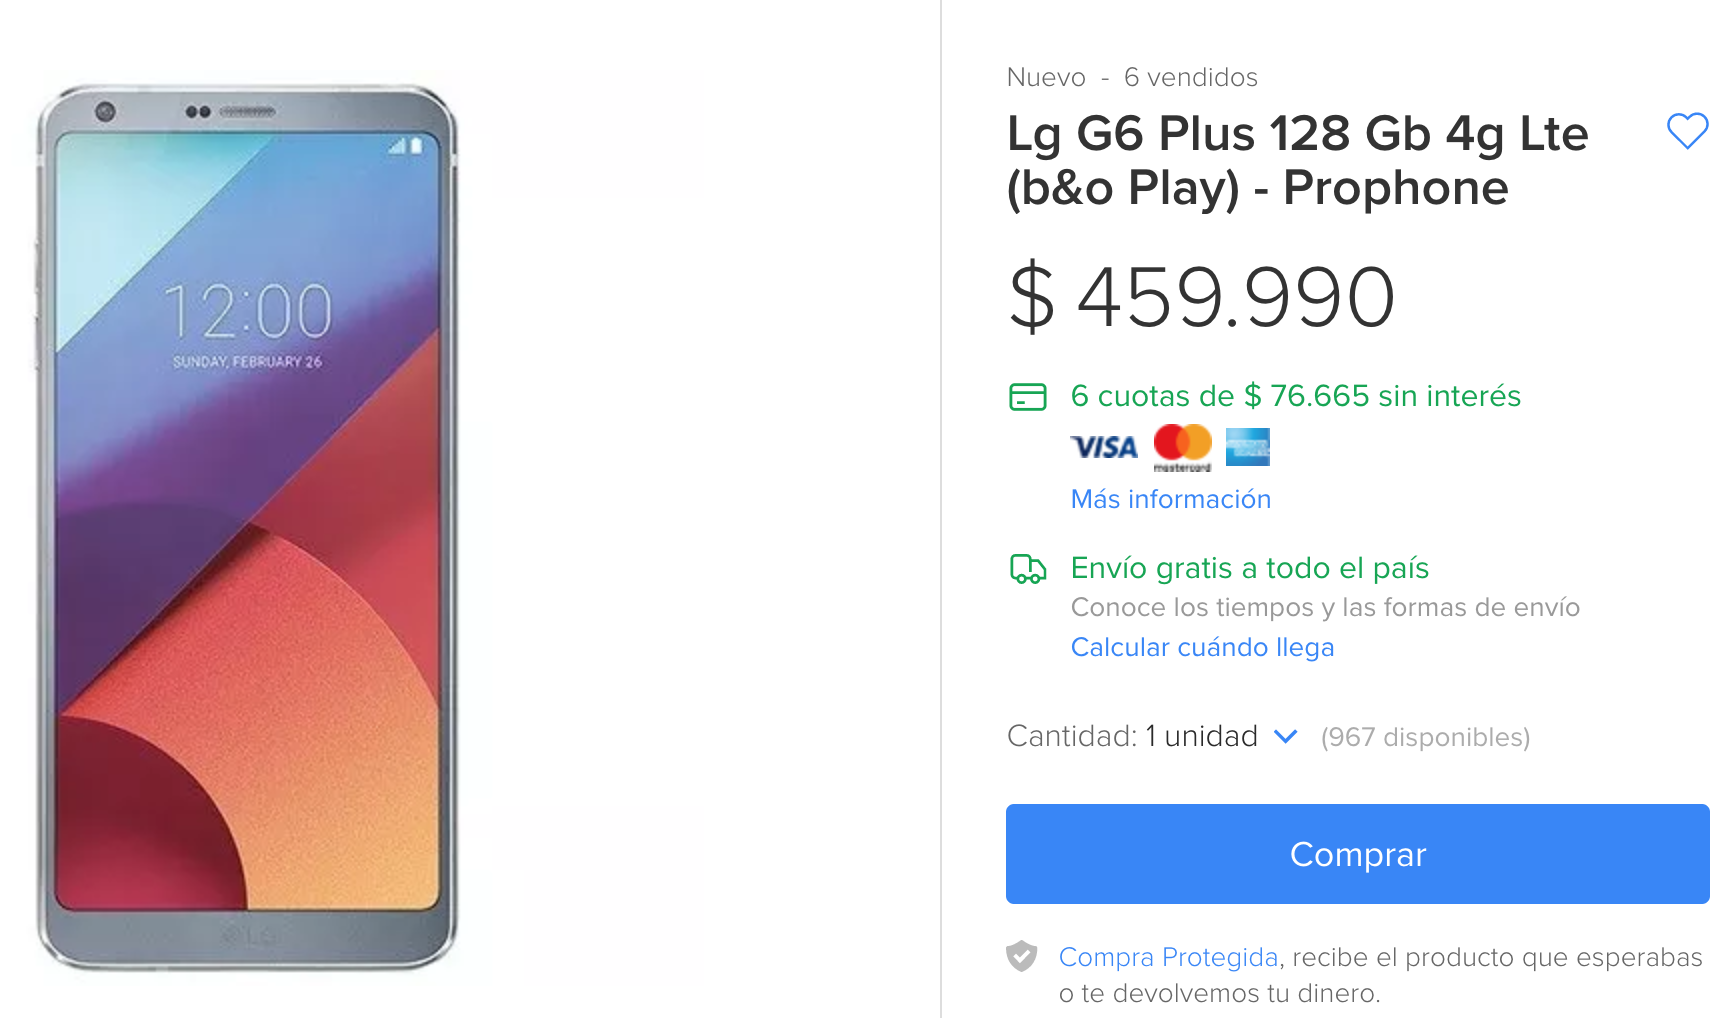 12:00
SUNDAY, FEBRUARY 26
LG
Nuevo - 6 vendidos
Lg G6 Plus 128 Gb 4g Lte
(b&o Play) - Prophone
$ 459.990
6 cuotas de $ 76.665 sin interés
VISA
mastercard
AMERICAN EXPRESS
Más información
Envío gratis a todo el país
Conoce los tiempos y las formas de envío
Calcular cuándo llega
Cantidad: 1 unidad (967 disponibles)
Comprar
Compra Protegida, recibe el producto que esperabas
o te devolvemos tu dinero.